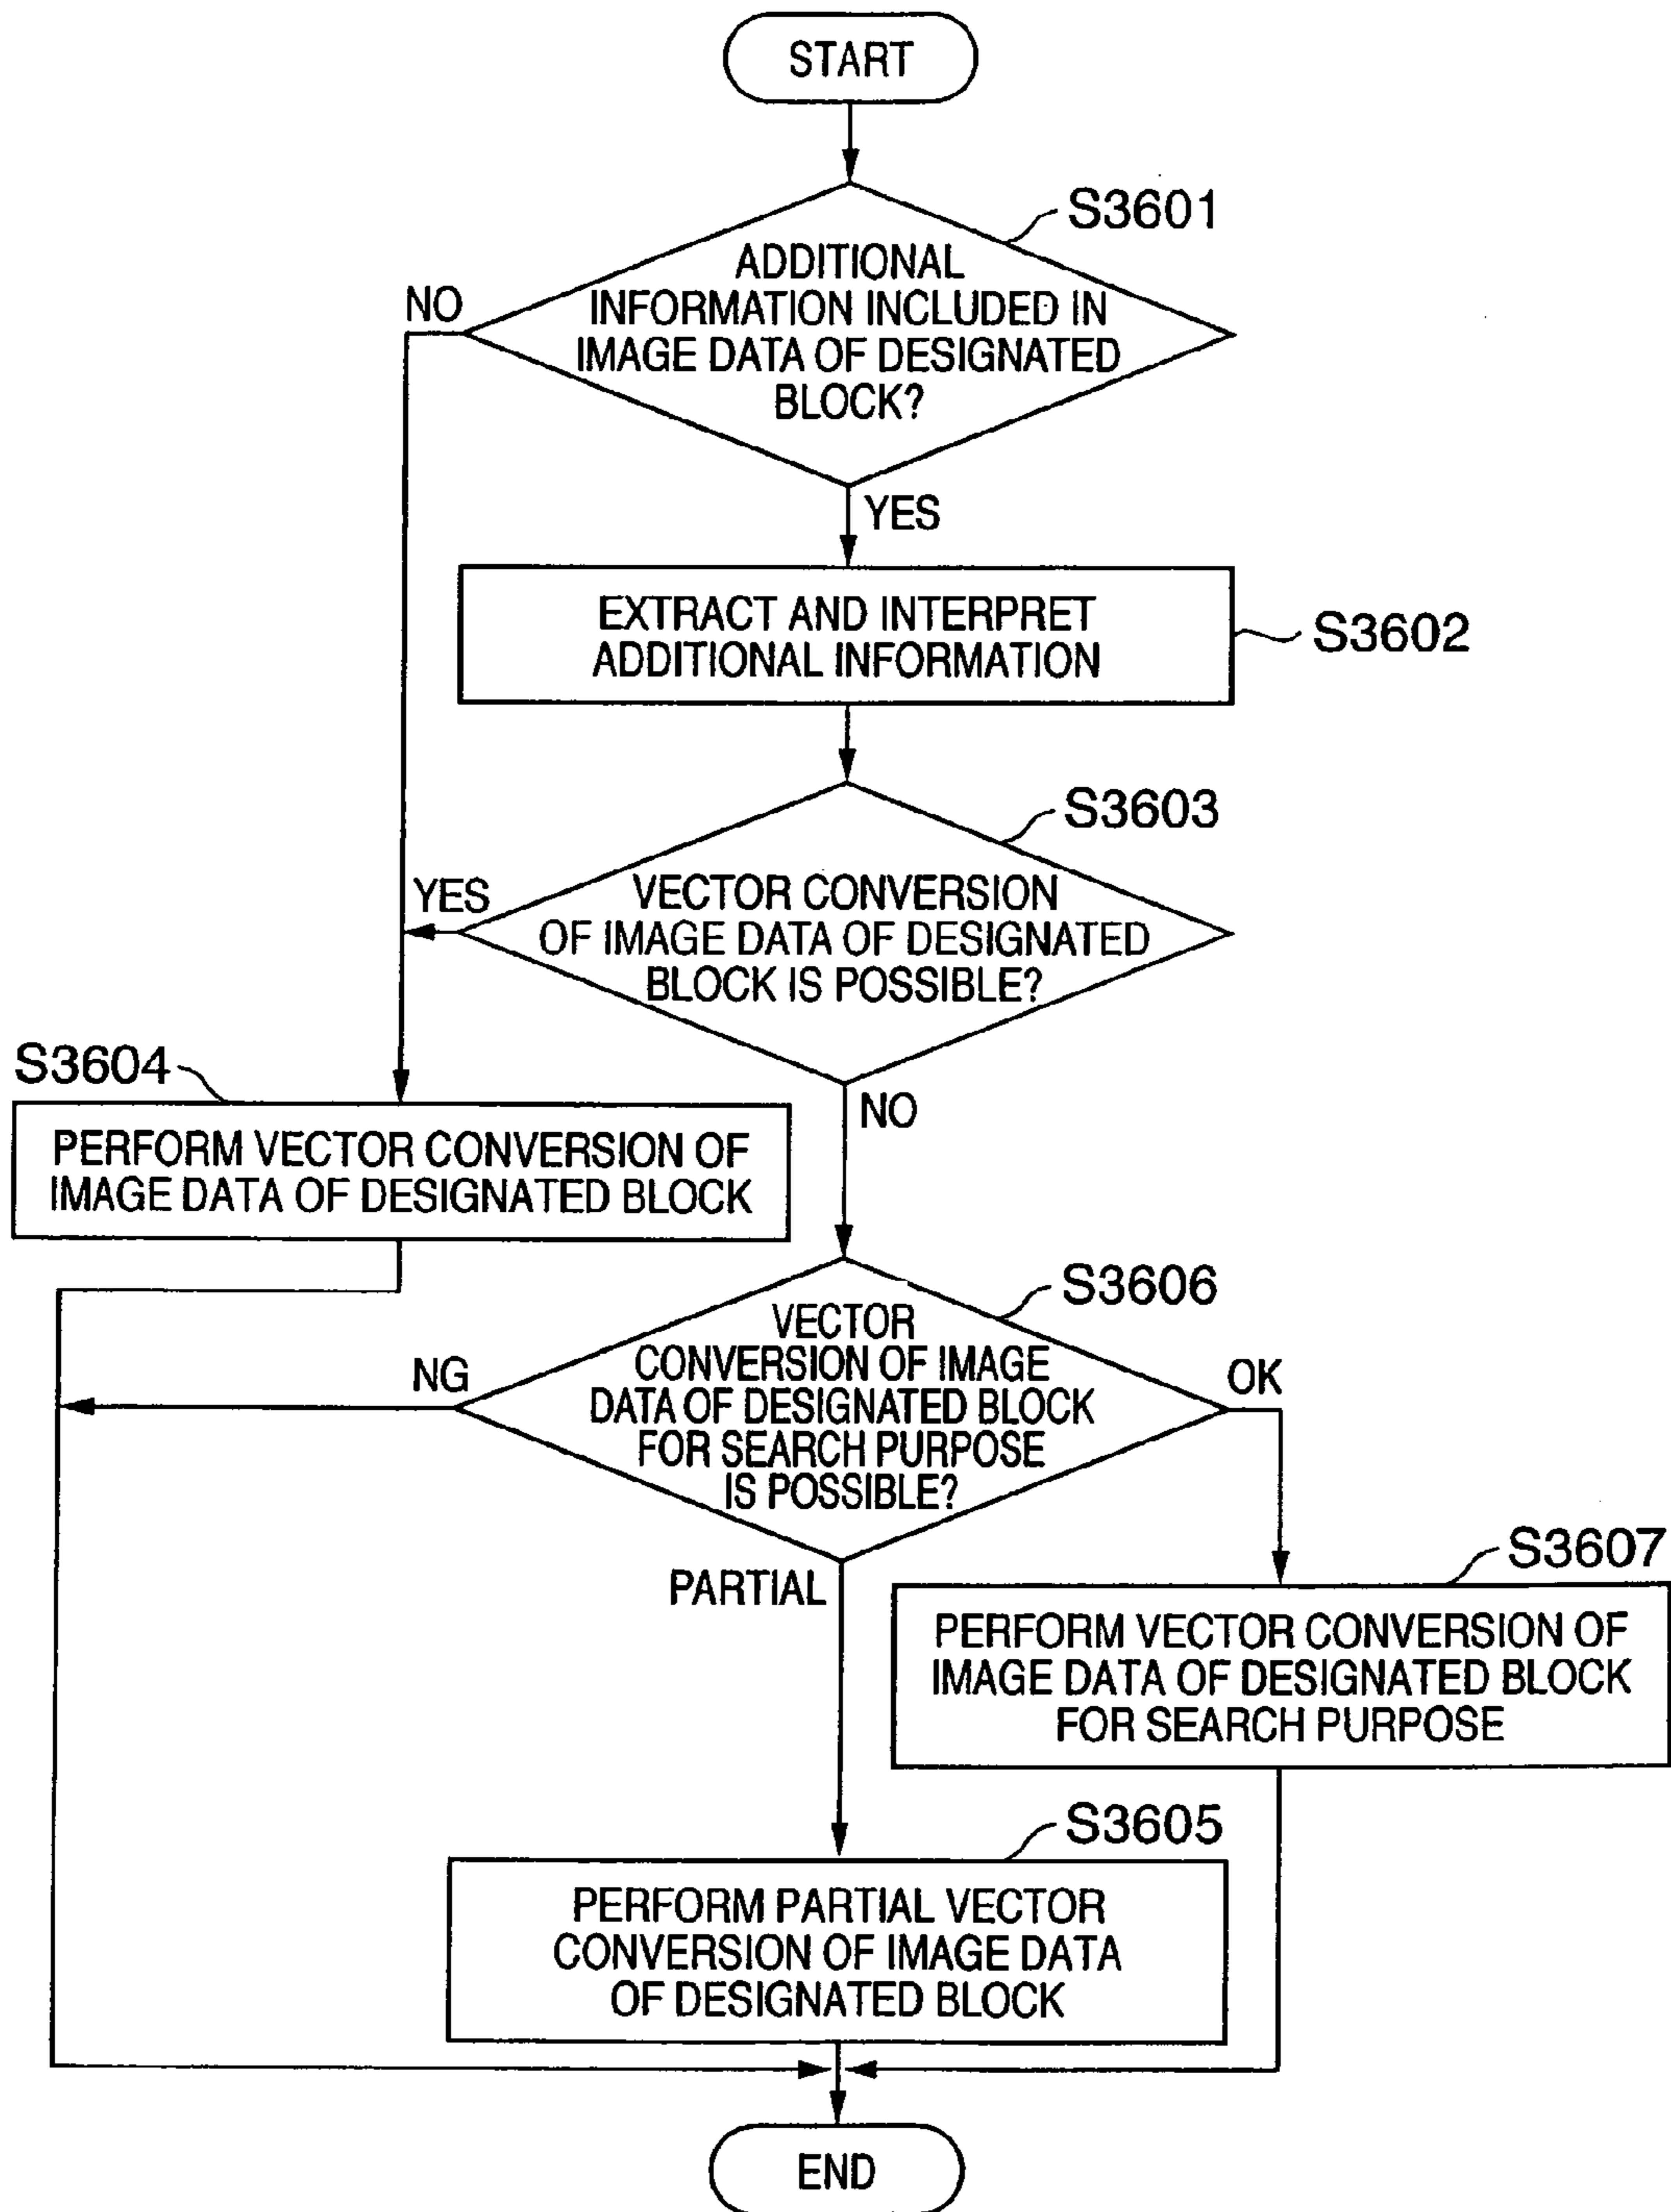 START
S3601
ADDITIONAL
INFORMATION INCLUDED IN
IMAGE DATA OF DESIGNATED
BLOCK?
NO
YES
EXTRACT AND INTERPRET
ADDITIONAL INFORMATION
S3602
S3603
YES
VECTOR CONVERSION
OF IMAGE DATA OF DESIGNATED
BLOCK IS POSSIBLE?
NO
S3604
PERFORM VECTOR CONVERSION OF
IMAGE DATA OF DESIGNATED BLOCK
S3606
VECTOR
CONVERSION OF IMAGE
DATA OF DESIGNATED BLOCK
FOR SEARCH PURPOSE
IS POSSIBLE?
NG
OK
PARTIAL
S3607
PERFORM VECTOR CONVERSION OF
IMAGE DATA OF DESIGNATED BLOCK
FOR SEARCH PURPOSE
S3605
PERFORM PARTIAL VECTOR
CONVERSION OF IMAGE DATA
OF DESIGNATED BLOCK
END